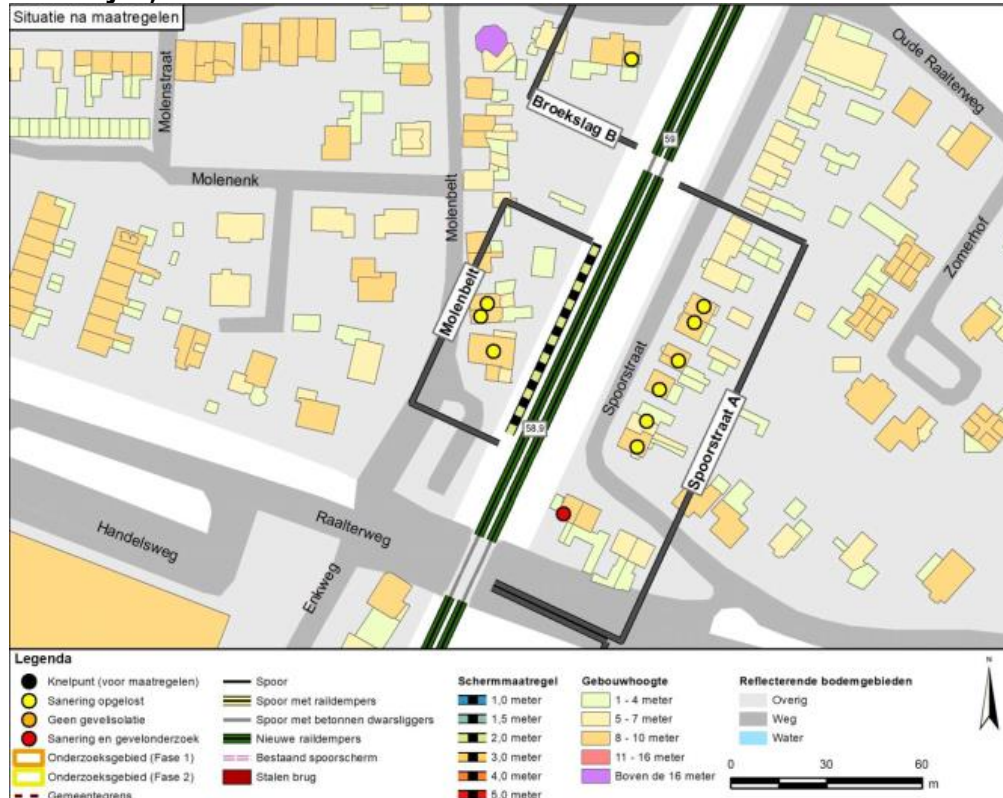 Situatie na maatregelen
Oude Raalterweg
Molenstraat
Broekslag B
59
Molenenk
Molenbelt
Zomerhof
Molenbelt
Spoorstraat
58,9
Spoorstraat A
Raalterweg
Handelsweg
Enkweg
Legenda
Knelpunt (voor maatregelen)
Sanering opgelost
Geen gevelisolatie
Sanering en gevelonderzoek
Onderzoeksgebied (Fase 1)
Onderzoeksgebied (Fase 2)
Gemeentegrens
Spoor
Spoor met raildempers
Spoor met betonnen dwarsliggers
Nieuwe raildempers
Bestaand spoorscherm
Stalen brug
Schermmaatregel
1,0 meter
1,5 meter
2,0 meter
3,0 meter
4,0 meter
5,0 meter
Gebouwhoogte
1 - 4 meter
5 - 7 meter
8 - 10 meter
11 - 16 meter
Boven de 16 meter
Reflecterende bodemgebieden
Overig
Weg
Water
N
0 30 60
m